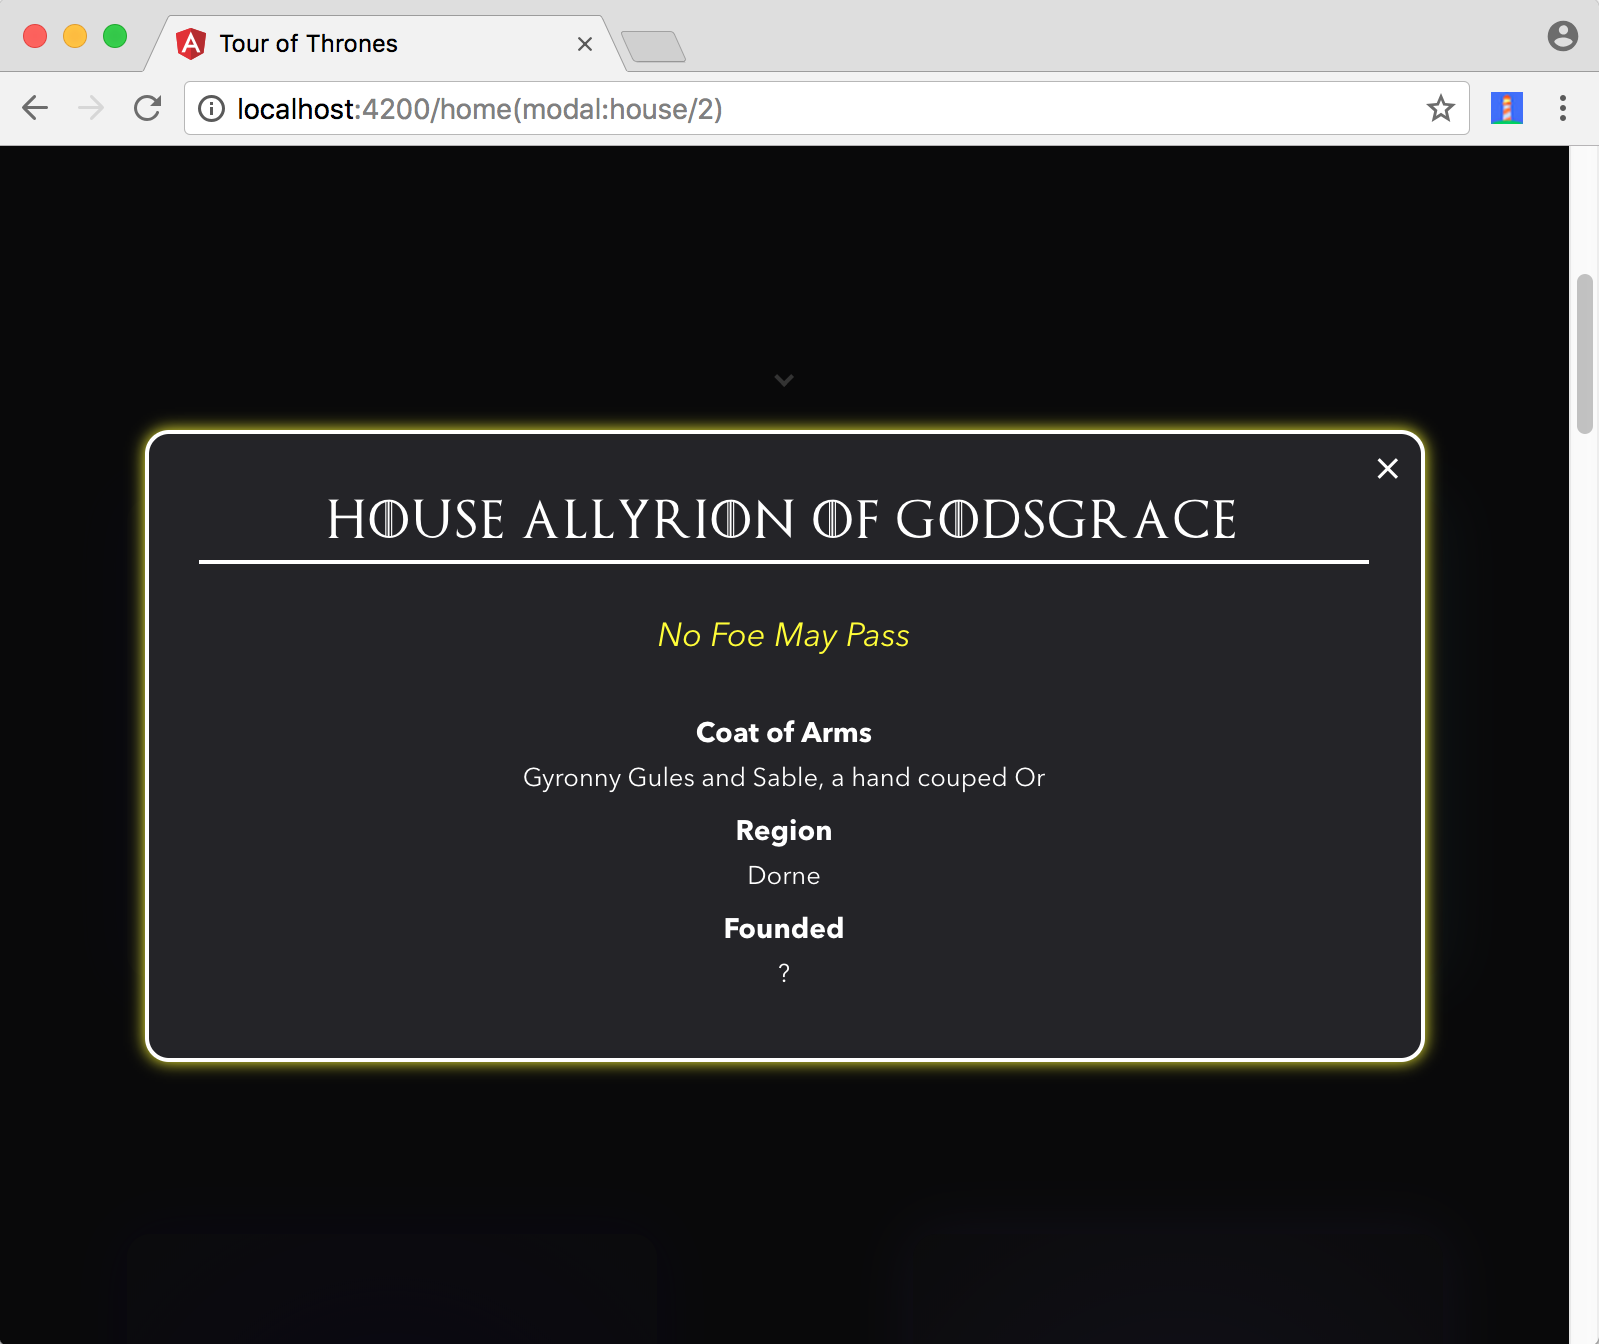 Tour of Thrones
localhost:4200/home(modal:house/2)
HOUSE ALLYRION OF GODSGRACE
No Foe May Pass
Coat of Arms
Gyronny Gules and Sable, a hand couped Or
Region
Dorne
Founded
?